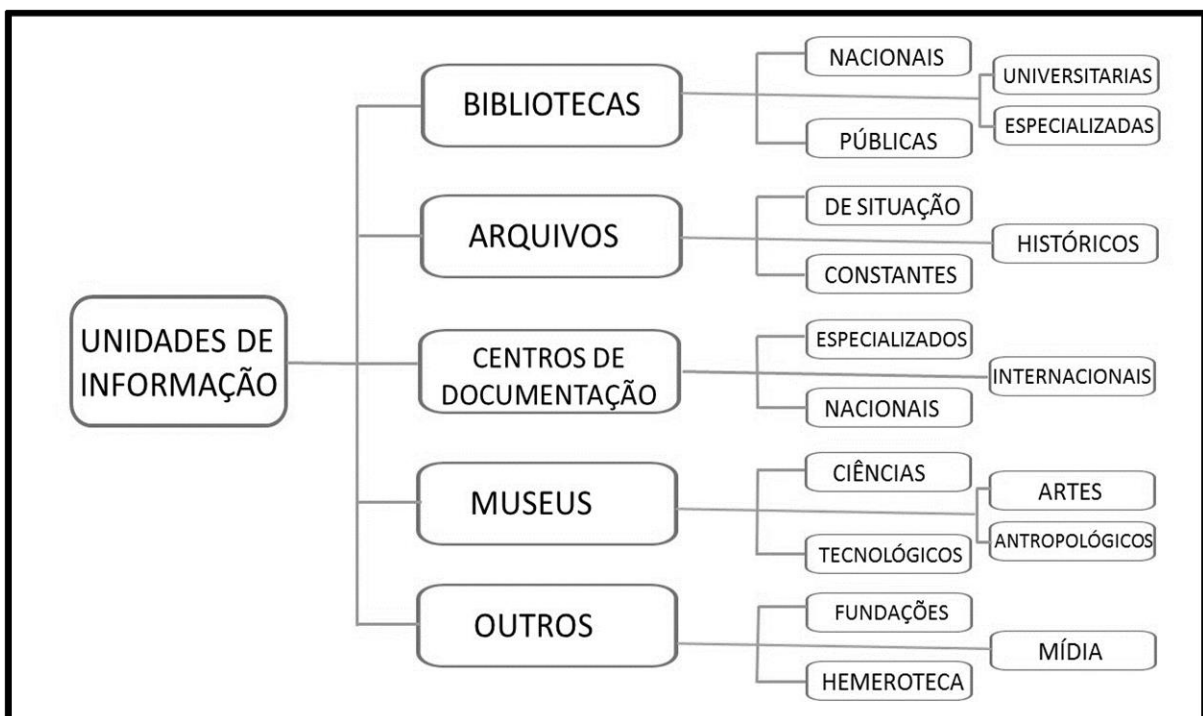 UNIDADES DE
INFORMAÇÃO
BIBLIOTECAS
NACIONAIS
PÚBLICAS
UNIVERSITARIAS
ESPECIALIZADAS
ARQUIVOS
DE SITUAÇÃO
CONSTANTES
HISTÓRICOS
CENTROS DE
DOCUMENTAÇÃO
ESPECIALIZADOS
NACIONAIS
INTERNACIONAIS
MUSEUS
CIÊNCIAS
TECNOLÓGICOS
ARTES
ANTROPOLÓGICOS
OUTROS
FUNDAÇÕES
HEMEROTECA
MÍDIA